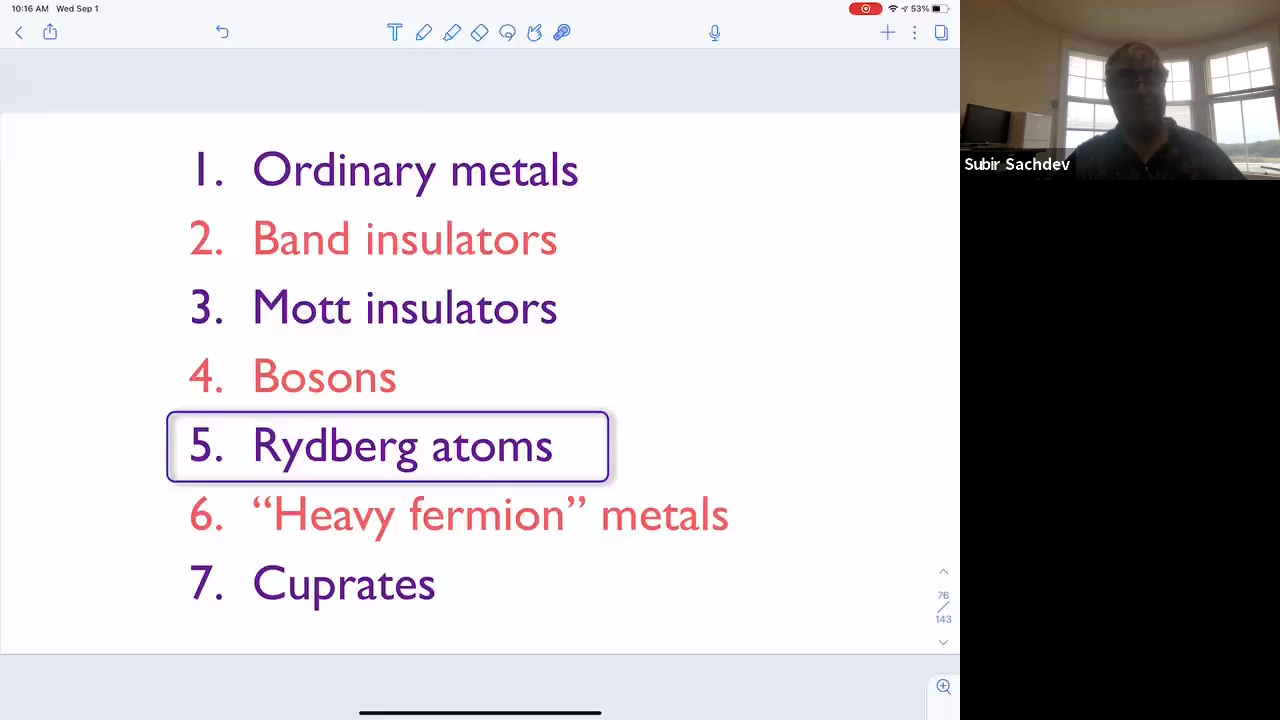 10:16 AM Wed Sep 1
53%
T
1. Ordinary metals
2. Band insulators
3. Mott insulators
4. Bosons
5. Rydberg atoms
6. “Heavy fermion” metals
7. Cuprates
76
143
Subir Sachdev